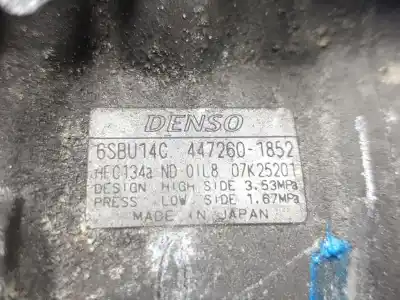 DENSO
6SBU14C 447260-1852
HFC134a ND-OIL8 07K25201
DESIGN HIGH SIDE 3.53MPa
PRESS. LOW SIDE 1.67MPa
MADE IN JAPAN